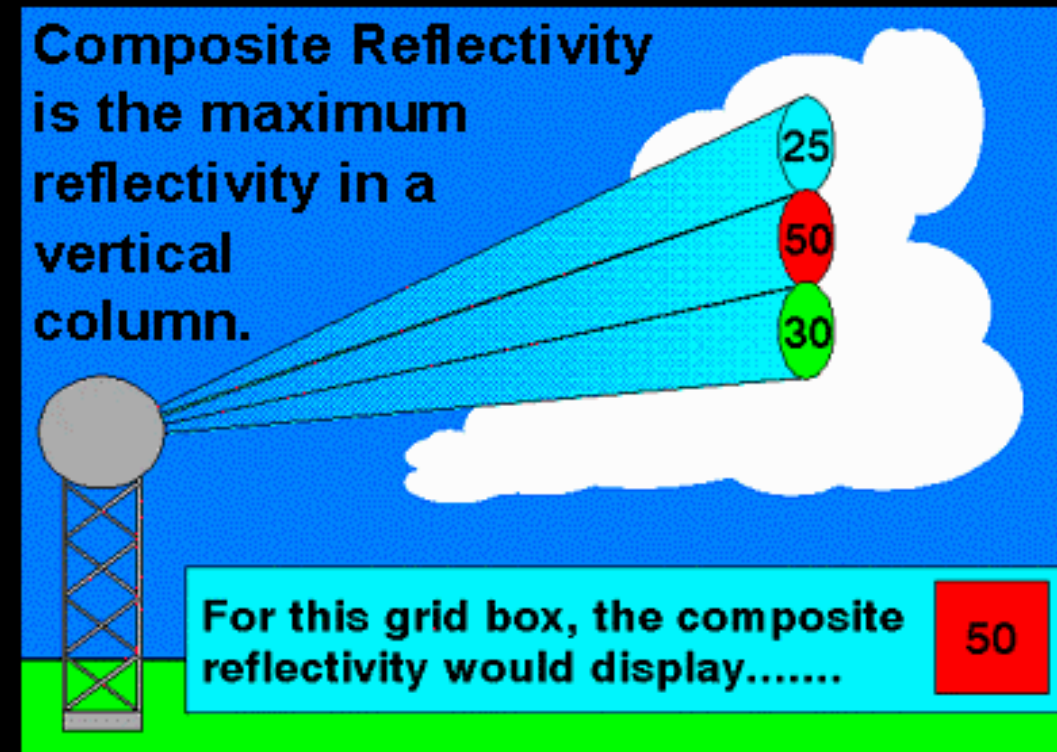 Composite Reflectivity
is the maximum
reflectivity in a
vertical
column.
25
50
30
For this grid box, the composite
reflectivity would display.......
50